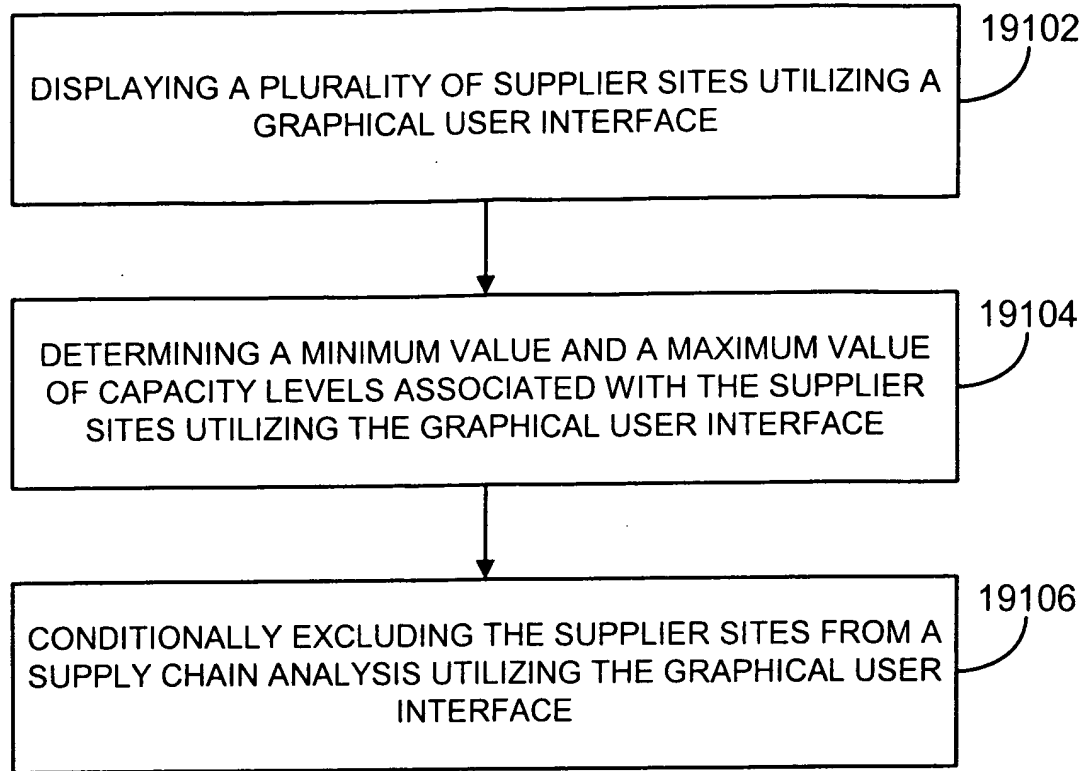 19102
DISPLAYING A PLURALITY OF SUPPLIER SITES UTILIZING A
GRAPHICAL USER INTERFACE
19104
DETERMINING A MINIMUM VALUE AND A MAXIMUM VALUE
OF CAPACITY LEVELS ASSOCIATED WITH THE SUPPLIER
SITES UTILIZING THE GRAPHICAL USER INTERFACE
19106
CONDITIONALLY EXCLUDING THE SUPPLIER SITES FROM A
SUPPLY CHAIN ANALYSIS UTILIZING THE GRAPHICAL USER
INTERFACE